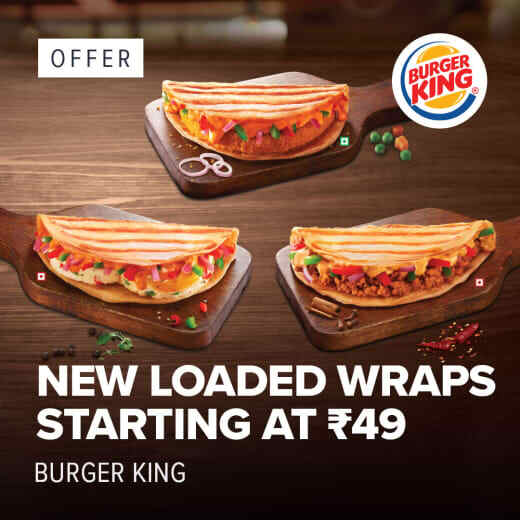 OFFER
BURGER
KING
NEW LOADED WRAPS
STARTING AT ₹49
BURGER KING